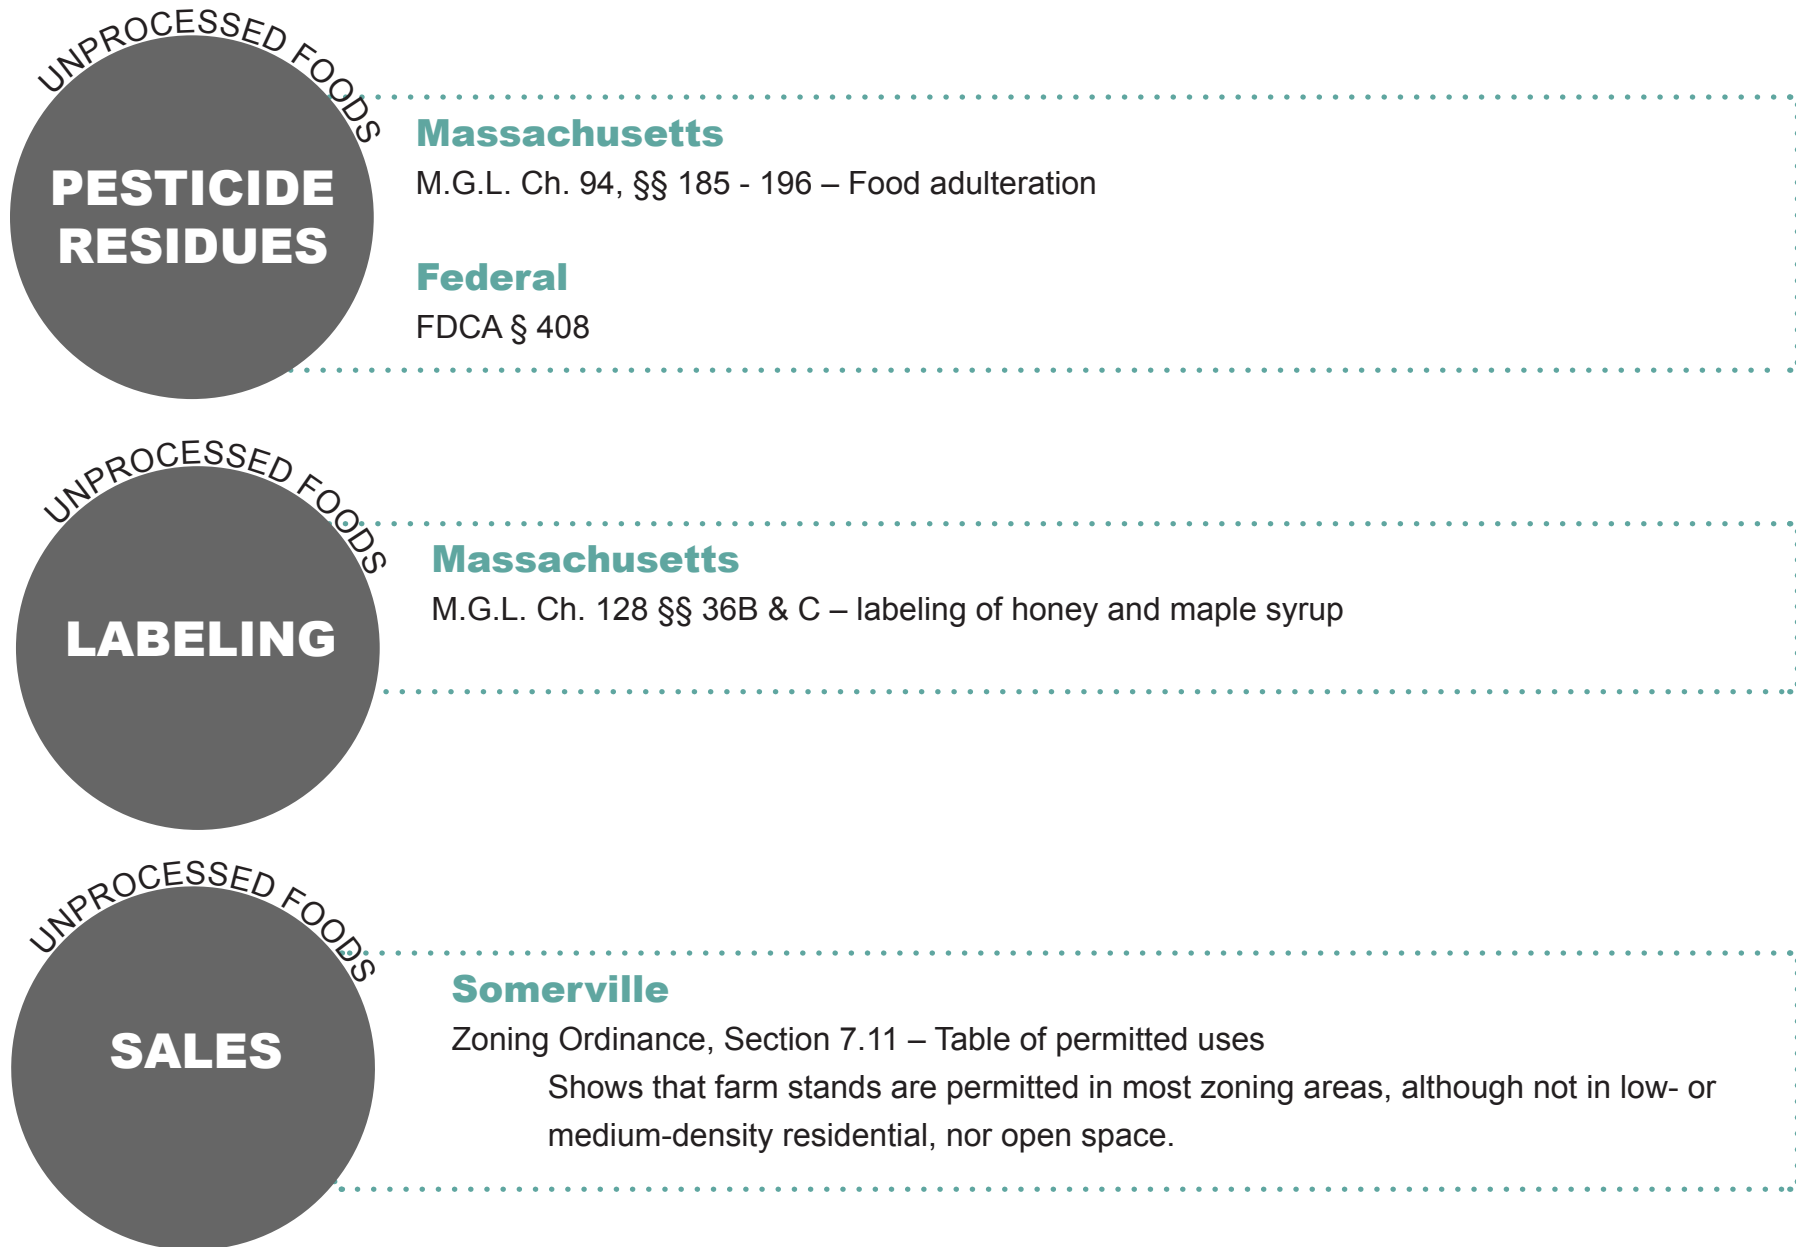 UNPROCESSED FOODS
PESTICIDE
RESIDUES
Massachusetts
M.G.L. Ch. 94, §§ 185 - 196 – Food adulteration
Federal
FDCA § 408
UNPROCESSED FOODS
LABELING
Massachusetts
M.G.L. Ch. 128 §§ 36B & C – labeling of honey and maple syrup
UNPROCESSED FOODS
SALES
Somerville
Zoning Ordinance, Section 7.11 – Table of permitted uses
Shows that farm stands are permitted in most zoning areas, although not in low- or
medium-density residential, nor open space.